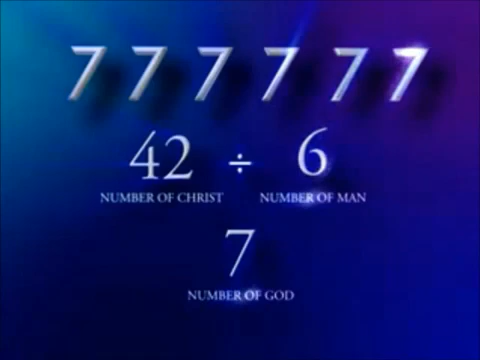 7 7 7 7 7 7
42 ÷ 6
NUMBER OF CHRIST NUMBER OF MAN
7
NUMBER OF GOD